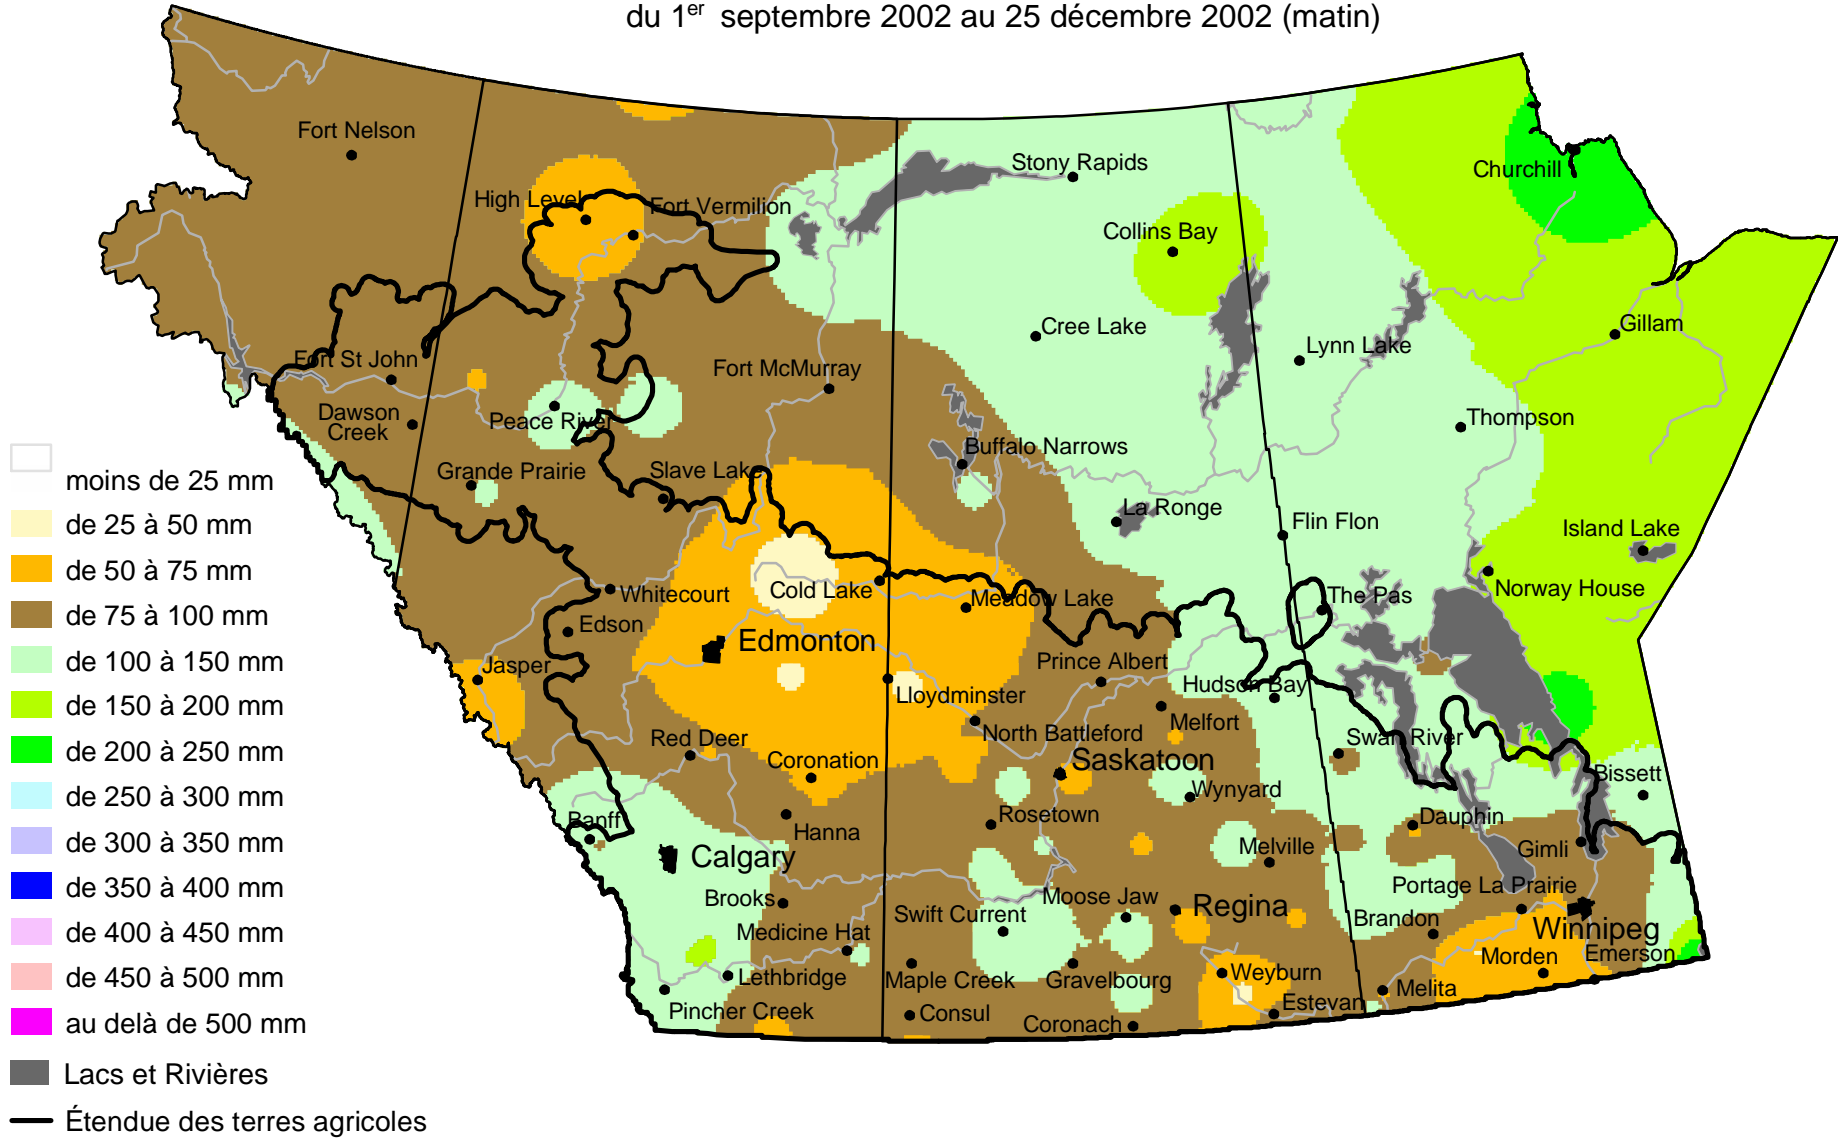 du 1er septembre 2002 au 25 décembre 2002 (matin)
Fort Nelson
High Level
Fort Vermilion
Stony Rapids
Churchill
Collins Bay
Cree Lake
Lynn Lake
Gillam
Fort St John
Fort McMurray
Dawson
Creek
Peace River
Thompson
Buffalo Narrows
Grande Prairie
Slave Lake
La Ronge
Flin Flon
Island Lake
Cold Lake
Whitecourt
Meadow Lake
The Pas
Norway House
Edson
Edmonton
Jasper
Prince Albert
Hudson Bay
Lloydminster
Melfort
North Battleford
Red Deer
Swan River
Coronation
Saskatoon
Bissett
Wynyard
Banff
Hanna
Rosetown
Dauphin
Melville
Gimli
Calgary
Portage La Prairie
Brooks
Moose Jaw
Regina
Swift Current
Brandon
Winnipeg
Medicine Hat
Morden
Emerson
Lethbridge
Maple Creek
Gravelbourg
Weyburn
Melita
Estevan
Pincher Creek
Consul
Coronach
moins de 25 mm
de 25 à 50 mm
de 50 à 75 mm
de 75 à 100 mm
de 100 à 150 mm
de 150 à 200 mm
de 200 à 250 mm
de 250 à 300 mm
de 300 à 350 mm
de 350 à 400 mm
de 400 à 450 mm
de 450 à 500 mm
au delà de 500 mm
Lacs et Rivières
Étendue des terres agricoles